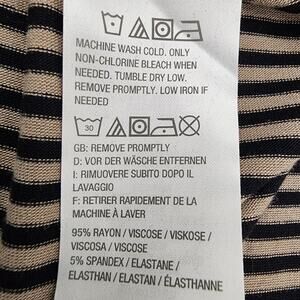 MACHINE WASH COLD. ONLY
NON-CHLORINE BLEACH WHEN
NEEDED. TUMBLE DRY LOW.
REMOVE PROMPTLY. LOW IRON IF
NEEDED
30
GB: REMOVE PROMPTLY
D: VOR DER WÄSCHE ENTFERNEN
I: RIMUOVERE SUBITO DOPO IL
LAVAGGIO
F: RETIRER RAPIDEMENT DE LA
MACHINE À LAVER
95% RAYON / VISCOSE / VISKOSE /
VISCOSA / VISCOSE
5% SPANDEX / ELASTANE /
ELASTHAN / ELASTAN / ÉLASTHANNE